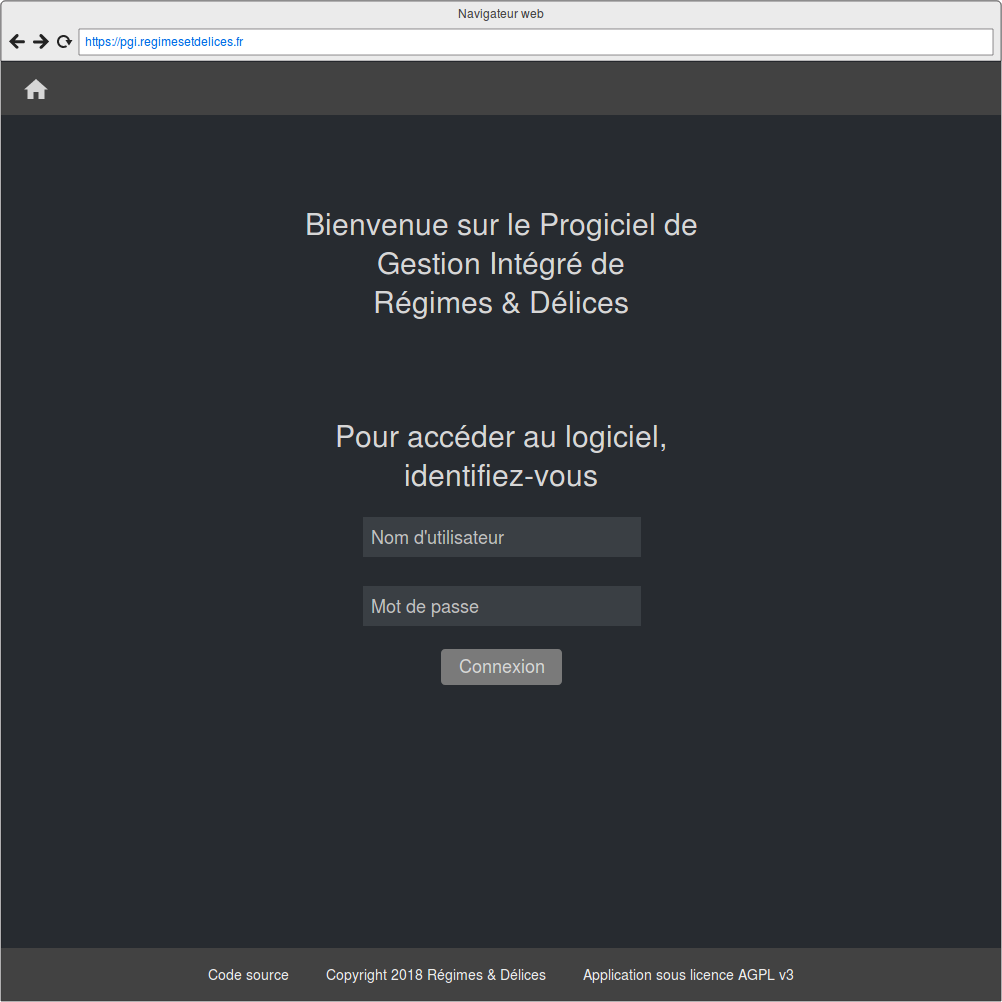 Navigateur web
https://pgi.regimesetdelices.fr
Bienvenue sur le Progiciel de
Gestion Intégré de
Régimes & Délices
Pour accéder au logiciel,
identifiez-vous
Nom d'utilisateur
Mot de passe
Connexion
Code source Copyright 2018 Régimes & Délices Application sous licence AGPL v3